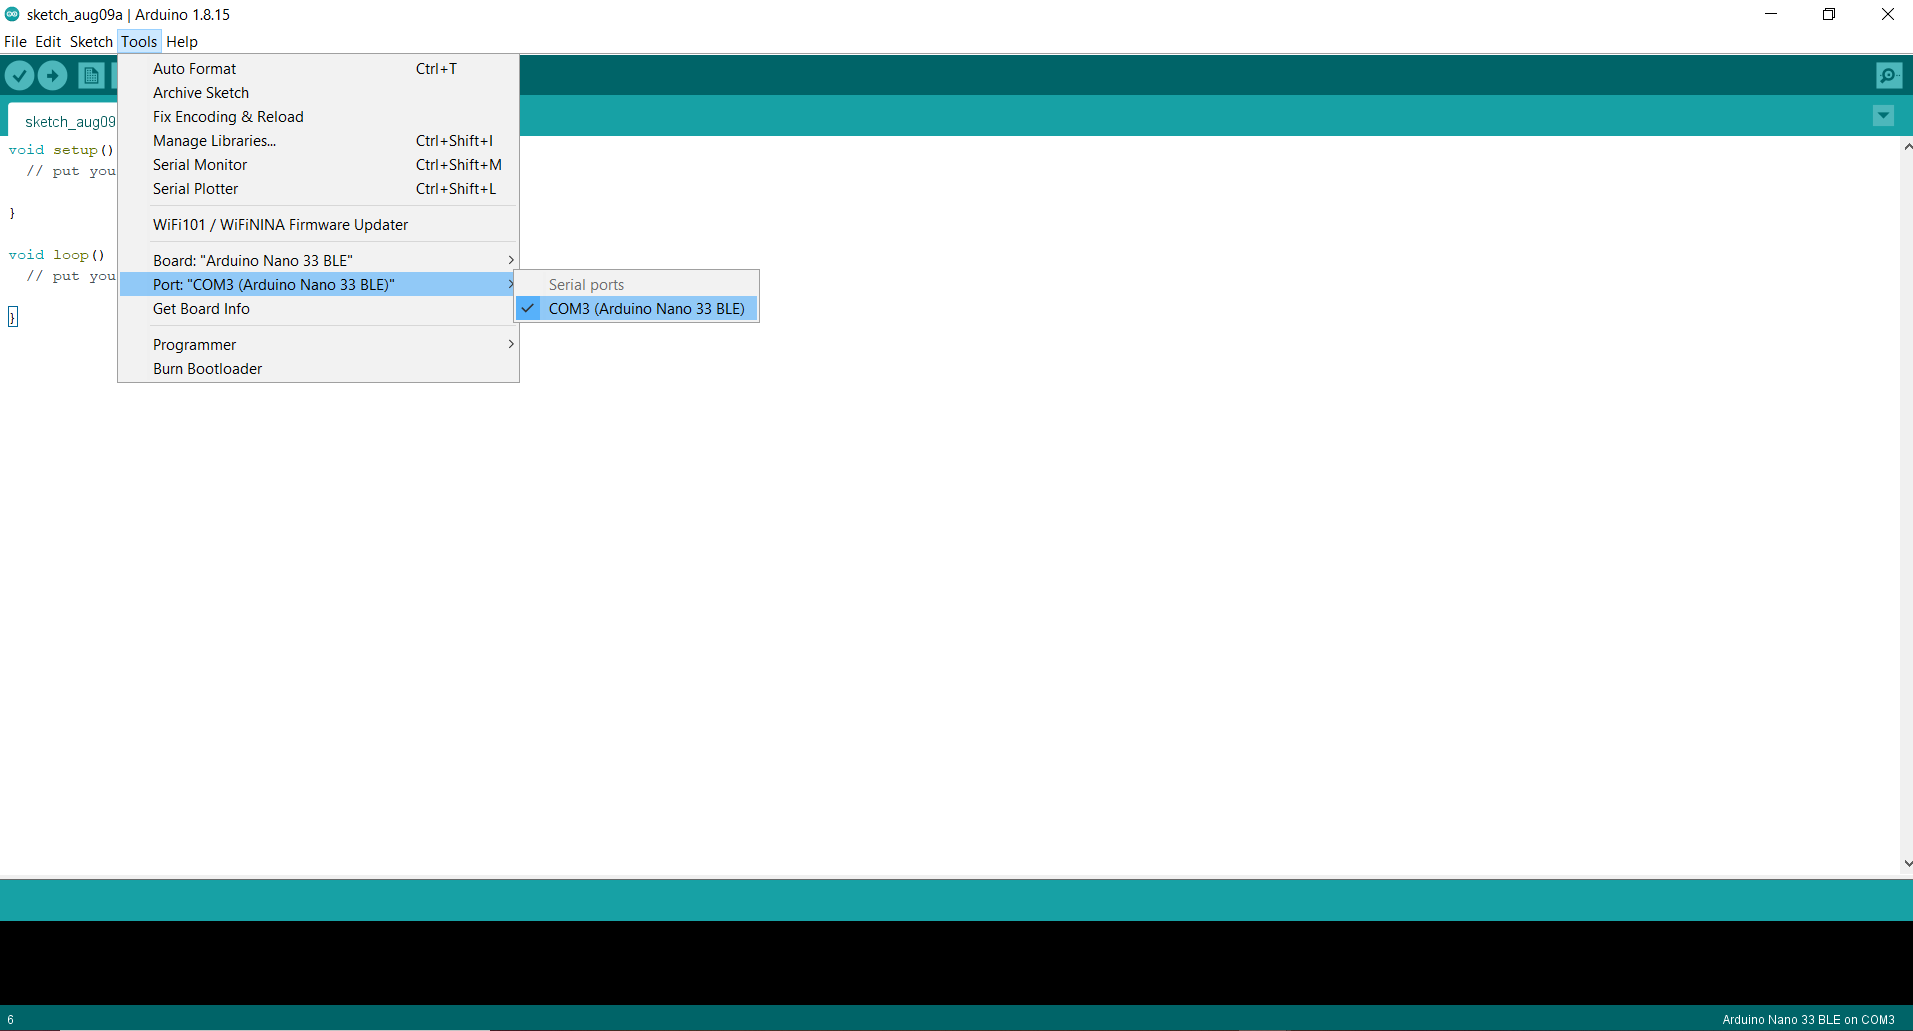 sketch_aug09a | Arduino 1.8.15
File Edit Sketch Tools Help
sketch_aug09
void setup()
// put you
}
void loop()
// put you
}
Auto Format Ctrl+T
Archive Sketch
Fix Encoding & Reload
Manage Libraries... Ctrl+Shift+I
Serial Monitor Ctrl+Shift+M
Serial Plotter Ctrl+Shift+L
WiFi101 / WiFiNINA Firmware Updater
Board: "Arduino Nano 33 BLE"
Port: "COM3 (Arduino Nano 33 BLE)"
Get Board Info
Programmer
Burn Bootloader
Serial ports
COM3 (Arduino Nano 33 BLE)
6
Arduino Nano 33 BLE on COM3